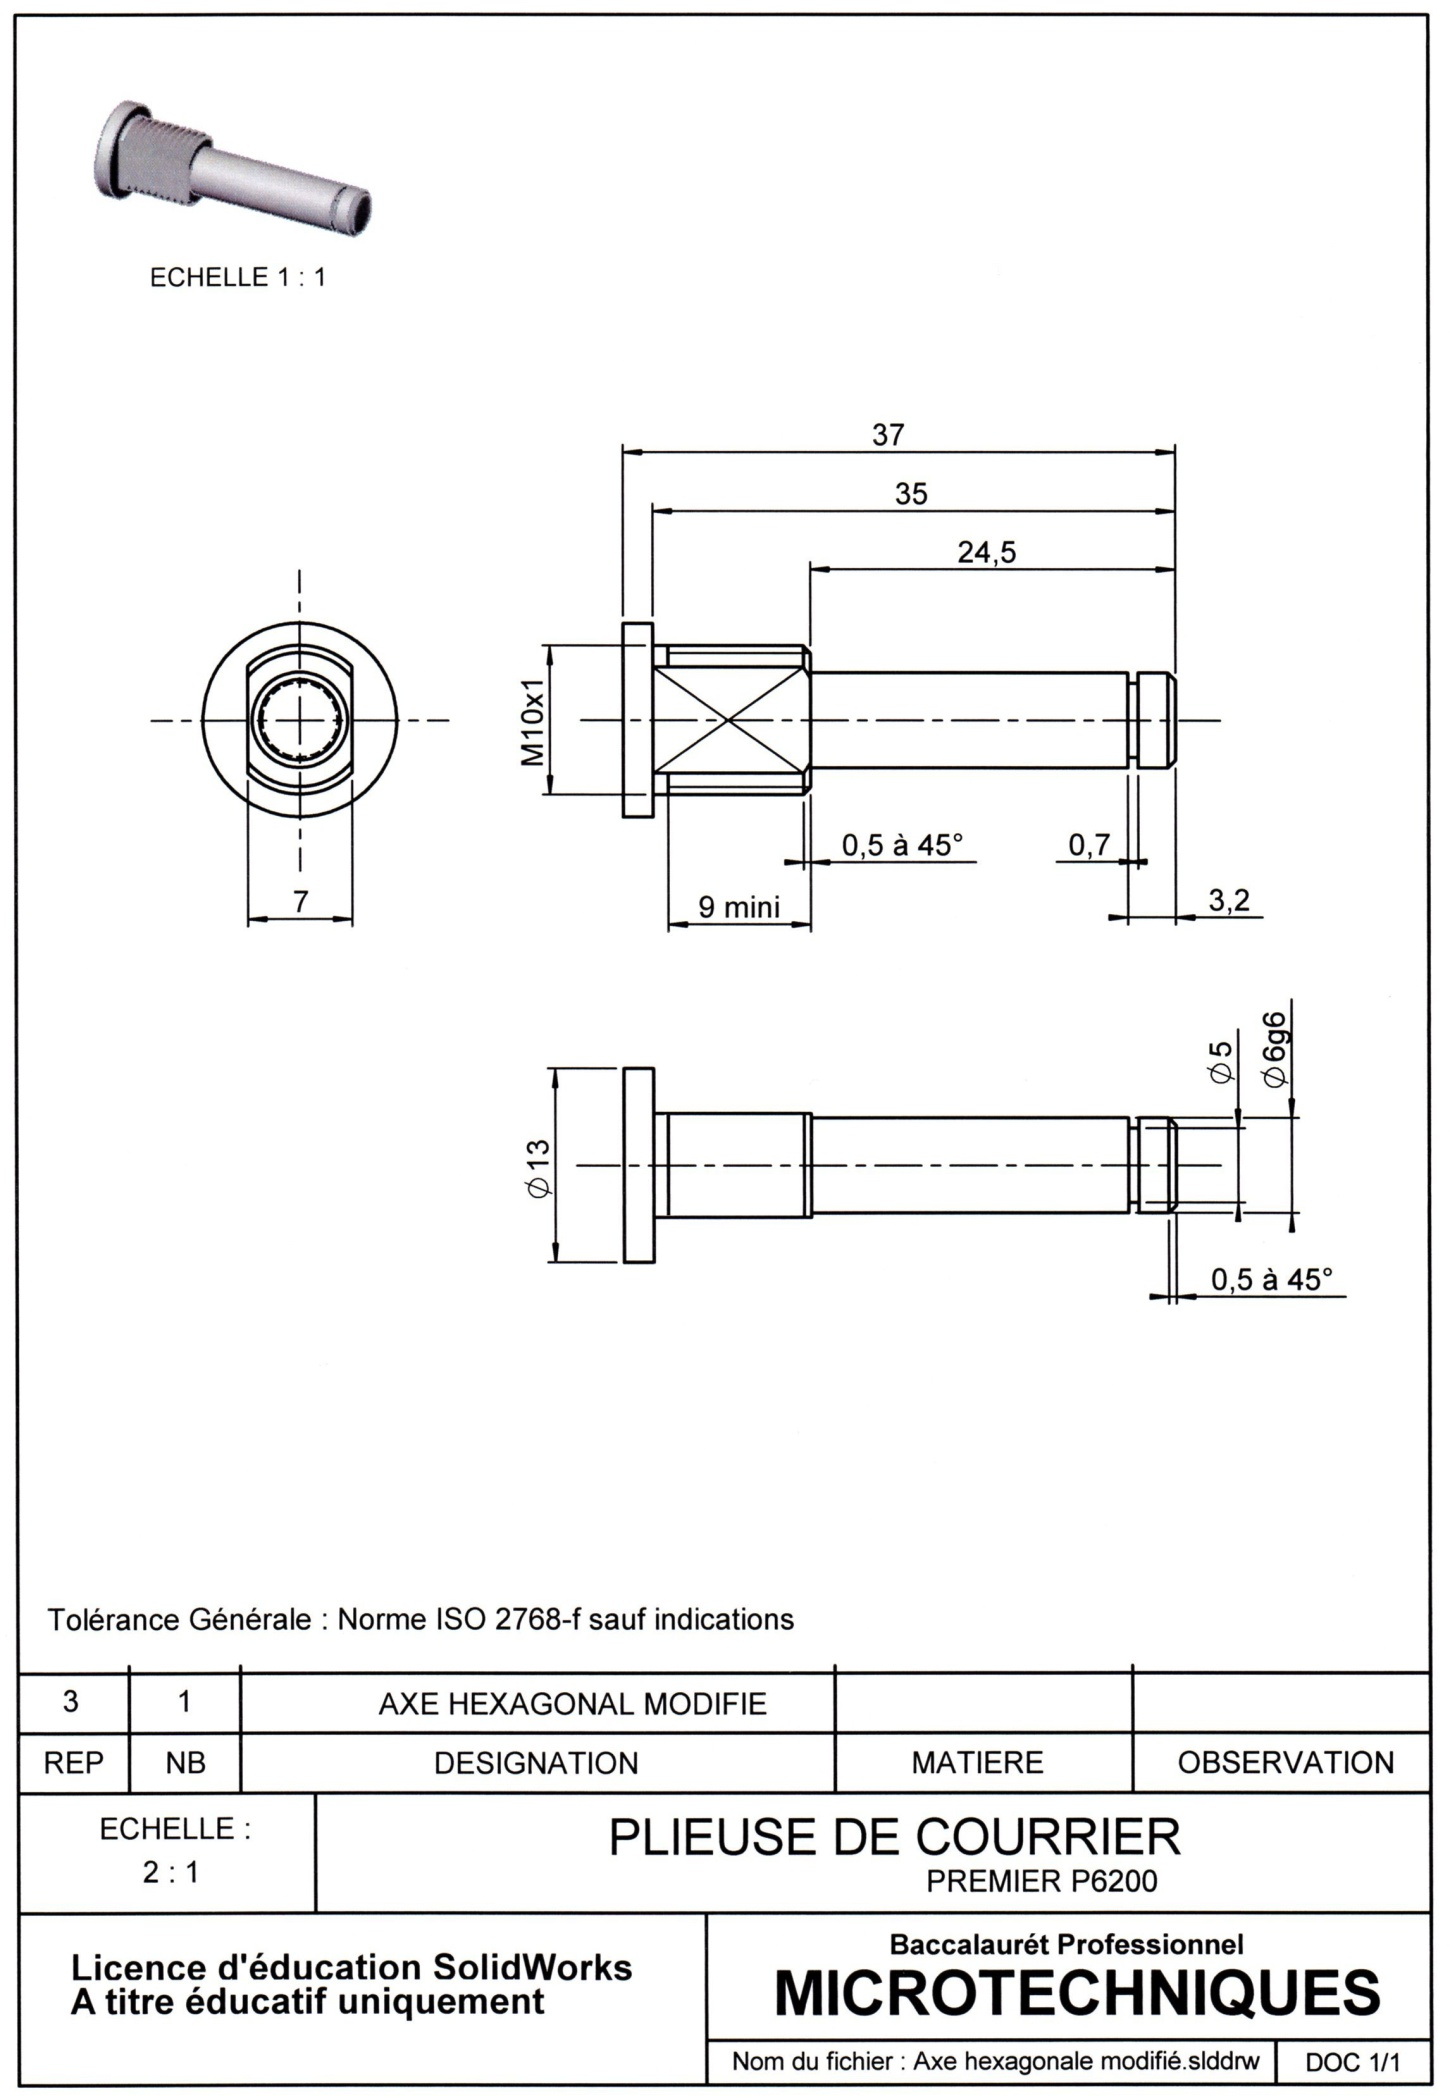 ECHELLE 1 : 1
37
35
24,5
M10x1
0,5 à 45°
0,7
7
9 mini
3,2
∅5
∅6g6
∅13
0,5 à 45°
Tolérance Générale : Norme ISO 2768-f sauf indications
3 1 AXE HEXAGONAL MODIFIE
REP NB DESIGNATION MATIERE OBSERVATION
ECHELLE :
2 : 1
PLIEUSE DE COURRIER
PREMIER P6200
Licence d'éducation SolidWorks
A titre éducatif uniquement
Baccalaurét Professionnel
MICROTECHNIQUES
Nom du fichier : Axe hexagonale modifié.slddrw
DOC 1/1